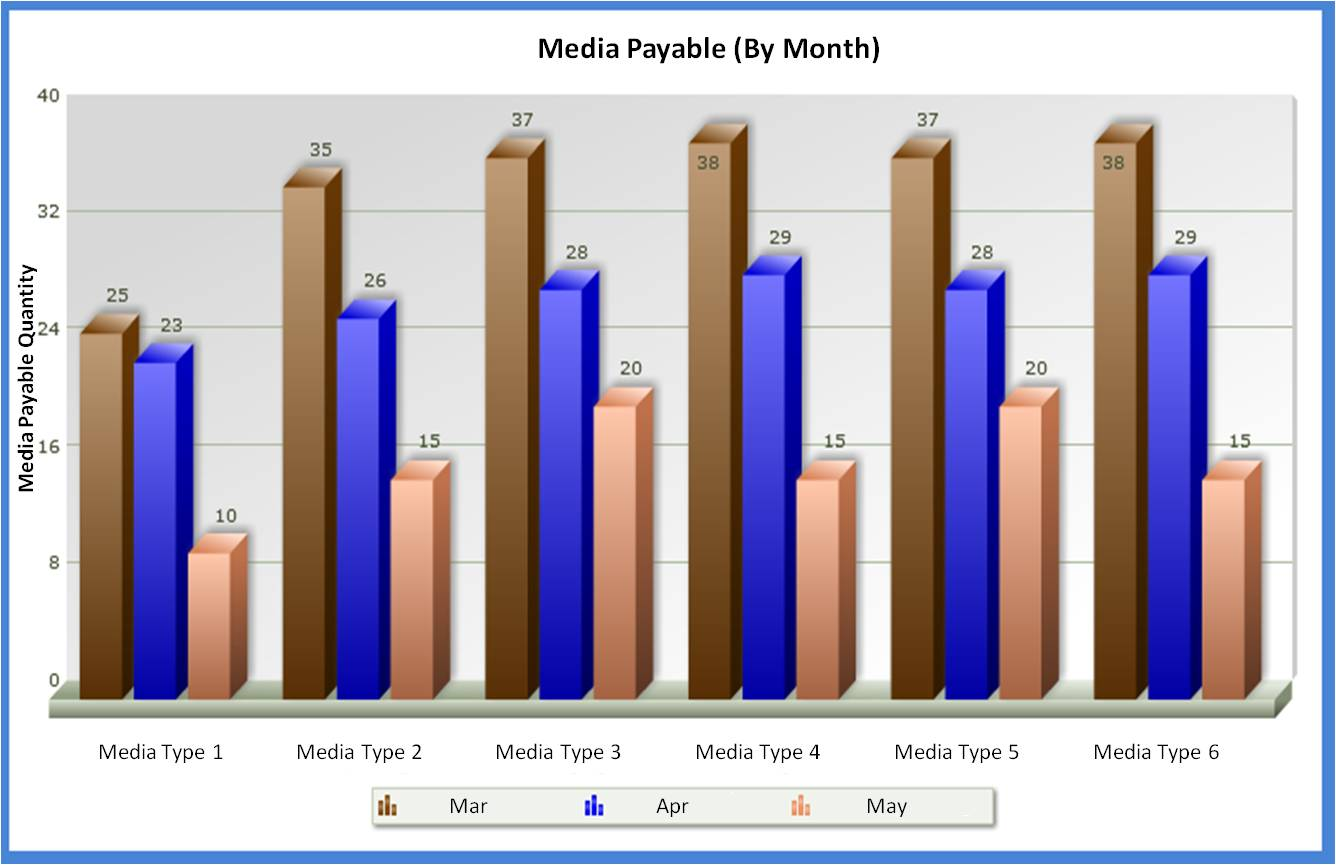 Media Payable (By Month)
Media Payable Quantity
40
32
24
16
8
0
25
23
10
35
26
15
37
28
20
38
29
15
37
28
20
38
29
15
Media Type 1
Media Type 2
Media Type 3
Media Type 4
Media Type 5
Media Type 6
Mar
Apr
May